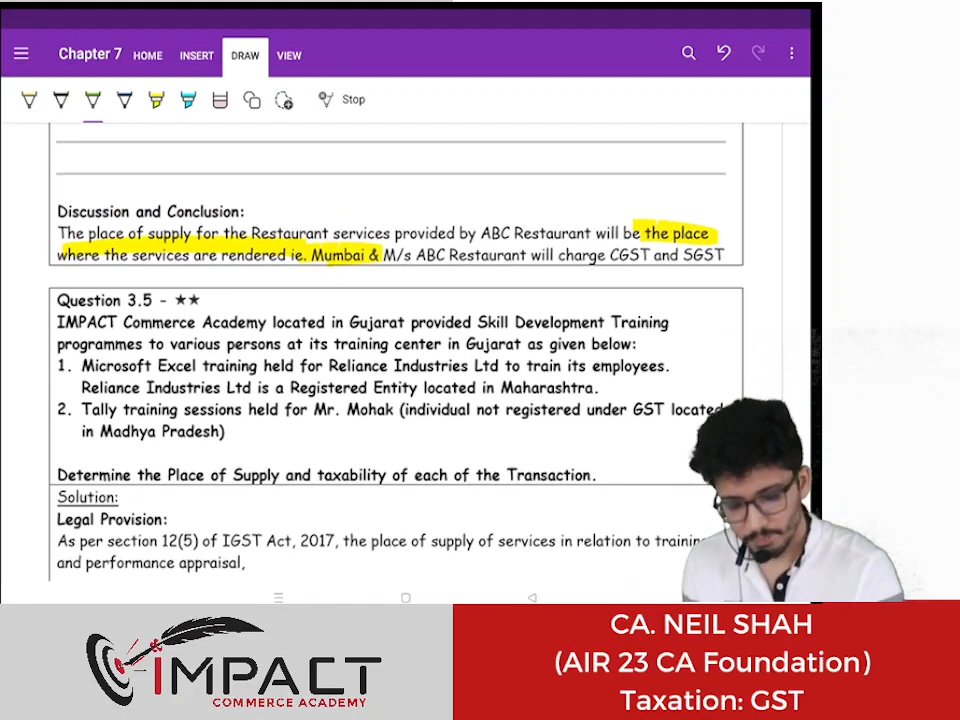 Chapter 7 HOME INSERT DRAW VIEW
Stop
Discussion and Conclusion:
The place of supply for the Restaurant services provided by ABC Restaurant will be the place
where the services are rendered ie. Mumbai & M/s ABC Restaurant will charge CGST and SGST
Question 3.5 - ★★
IMPACT Commerce Academy located in Gujarat provided Skill Development Training
programmes to various persons at its training center in Gujarat as given below:
1. Microsoft Excel training held for Reliance Industries Ltd to train its employees.
Reliance Industries Ltd is a Registered Entity located in Maharashtra.
2. Tally training sessions held for Mr. Mohak (individual not registered under GST located
in Madhya Pradesh)
Determine the Place of Supply and taxability of each of the Transaction.
Solution:
Legal Provision:
As per section 12(5) of IGST Act, 2017, the place of supply of services in relation to training
and performance appraisal,
IMPACT
COMMERCE ACADEMY
CA. NEIL SHAH
(AIR 23 CA Foundation)
Taxation: GST